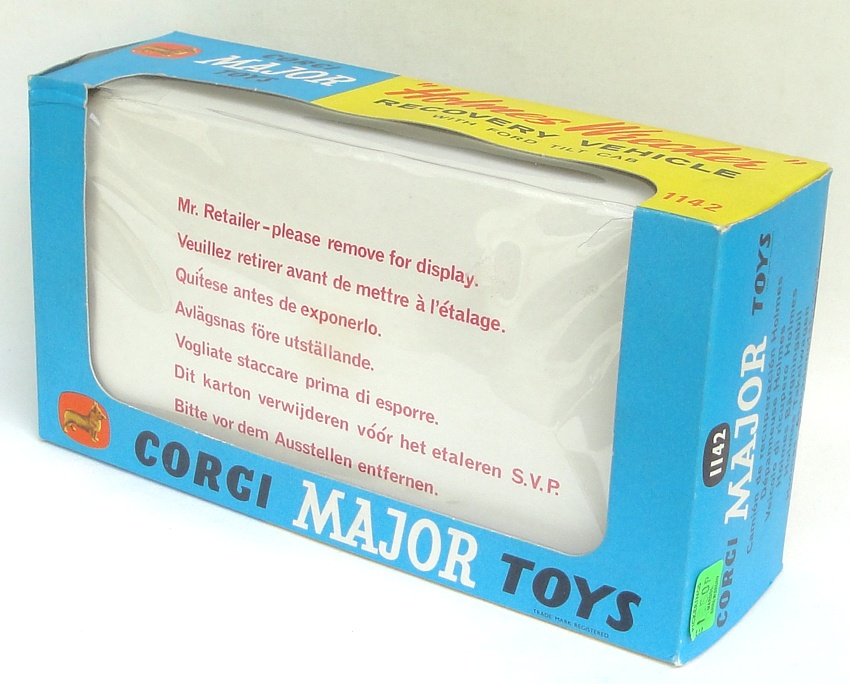 CORGI
MAJOR
TOYS
"Holmes Wrecker"
RECOVERY VEHICLE
WITH FORD TILT CAB
1142
Mr. Retailer-please remove for display.
Veuillez retirer avant de mettre à l'étalage.
Quítese antes de exponerlo.
Avlägsnas före utställande.
Vogliate staccare prima di esporre.
Dit karton verwijderen vóór het etaleren S.V.P.
Bitte vor dem Ausstellen entfernen.
CORGI MAJOR TOYS
TRADE MARK REGISTERED
1142
CORGI MAJOR TOYS